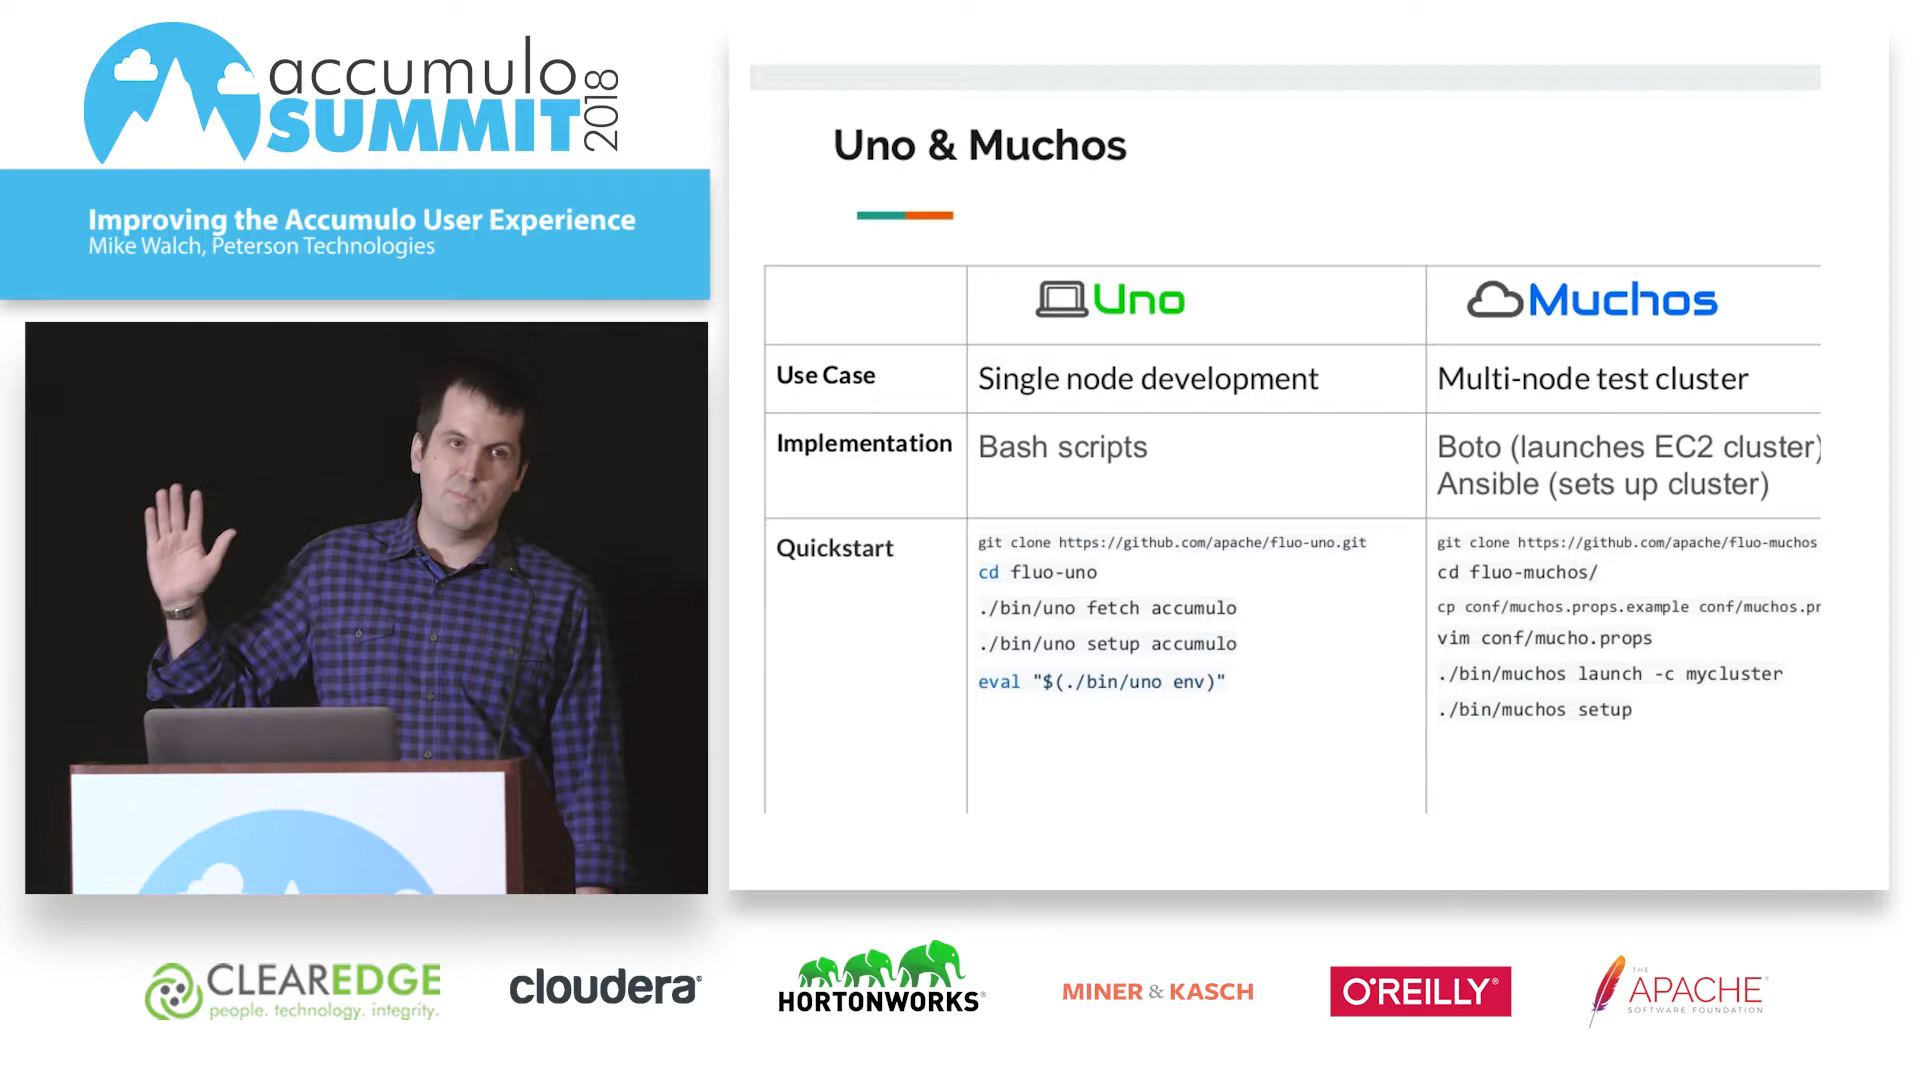 accumulo
SUMMIT
2018
Improving the Accumulo User Experience
Mike Walch, Peterson Technologies
Uno & Muchos
Uno
Muchos
Use Case
Single node development
Multi-node test cluster
Implementation
Bash scripts
Boto (launches EC2 cluster)
Ansible (sets up cluster)
Quickstart
git clone https://github.com/apache/fluo-uno.git
cd fluo-uno
./bin/uno fetch accumulo
./bin/uno setup accumulo
eval "$(./bin/uno env)"
git clone https://github.com/apache/fluo-muchos
cd fluo-muchos/
cp conf/muchos.props.example conf/muchos.pr
vim conf/mucho.props
./bin/muchos launch -c mycluster
./bin/muchos setup
CLEAREDGE
people. technology. integrity.
cloudera®
HORTONWORKS®
MINER & KASCH
O'REILLY®
THE
APACHE®
SOFTWARE FOUNDATION